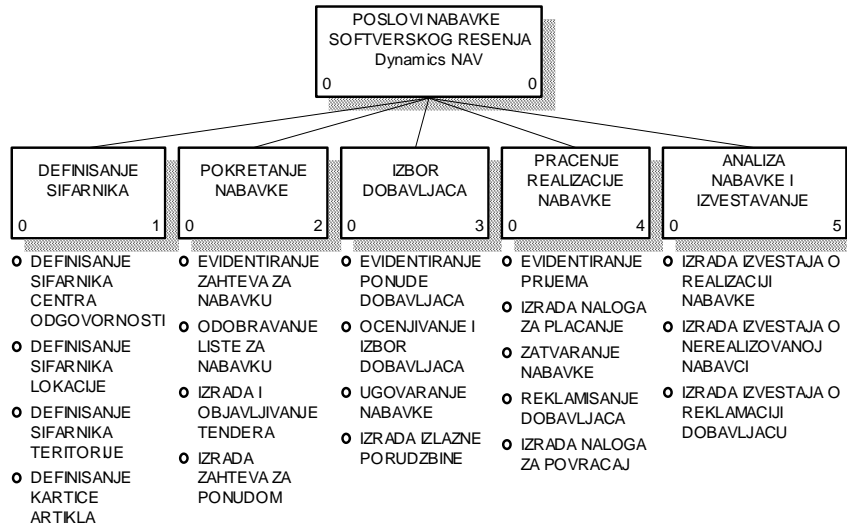 POSLOVI NABAVKE
SOFTVERSKOG RESENJA
Dynamics NAV
0 0
DEFINISANJE
SIFARNIKA
0 1
DEFINISANJE
SIFARNIKA
CENTRA
ODGOVORNOSTI
DEFINISANJE
SIFARNIKA
LOKACIJE
DEFINISANJE
SIFARNIKA
TERITORIJE
DEFINISANJE
KARTICE
ARTIKLA
POKRETANJE
NABAVKE
0 2
EVIDENTIRANJE
ZAHTEVA ZA
NABAVKU
ODOBRAVANJE
LISTE ZA
NABAVKU
IZRADA I
OBJAVLJIVANJE
TENDERA
IZRADA
ZAHTEVA ZA
PONUDOM
IZBOR
DOBAVLJACA
0 3
EVIDENTIRANJE
PONUDE
DOBAVLJACA
OCENJIVANJE I
IZBOR
DOBAVLJACA
UGOVARANJE
NABAVKE
IZRADA IZLAZNE
PORUDZBINE
PRACENJE
REALIZACIJE
NABAVKE
0 4
EVIDENTIRANJE
PRIJEMA
IZRADA NALOGA
ZA PLACANJE
ZATVARANJE
NABAVKE
REKLAMISANJE
DOBAVLJACA
IZRADA NALOGA
ZA POVRACAJ
ANALIZA
NABAVKE I
IZVESTAVANJE
0 5
IZRADA IZVESTAJA O
REALIZACIJI
NABAVKE
IZRADA IZVESTAJA O
NEREALIZOVANOJ
NABAVCI
IZRADA IZVESTAJA O
REKLAMACIJI
DOBAVLJACU